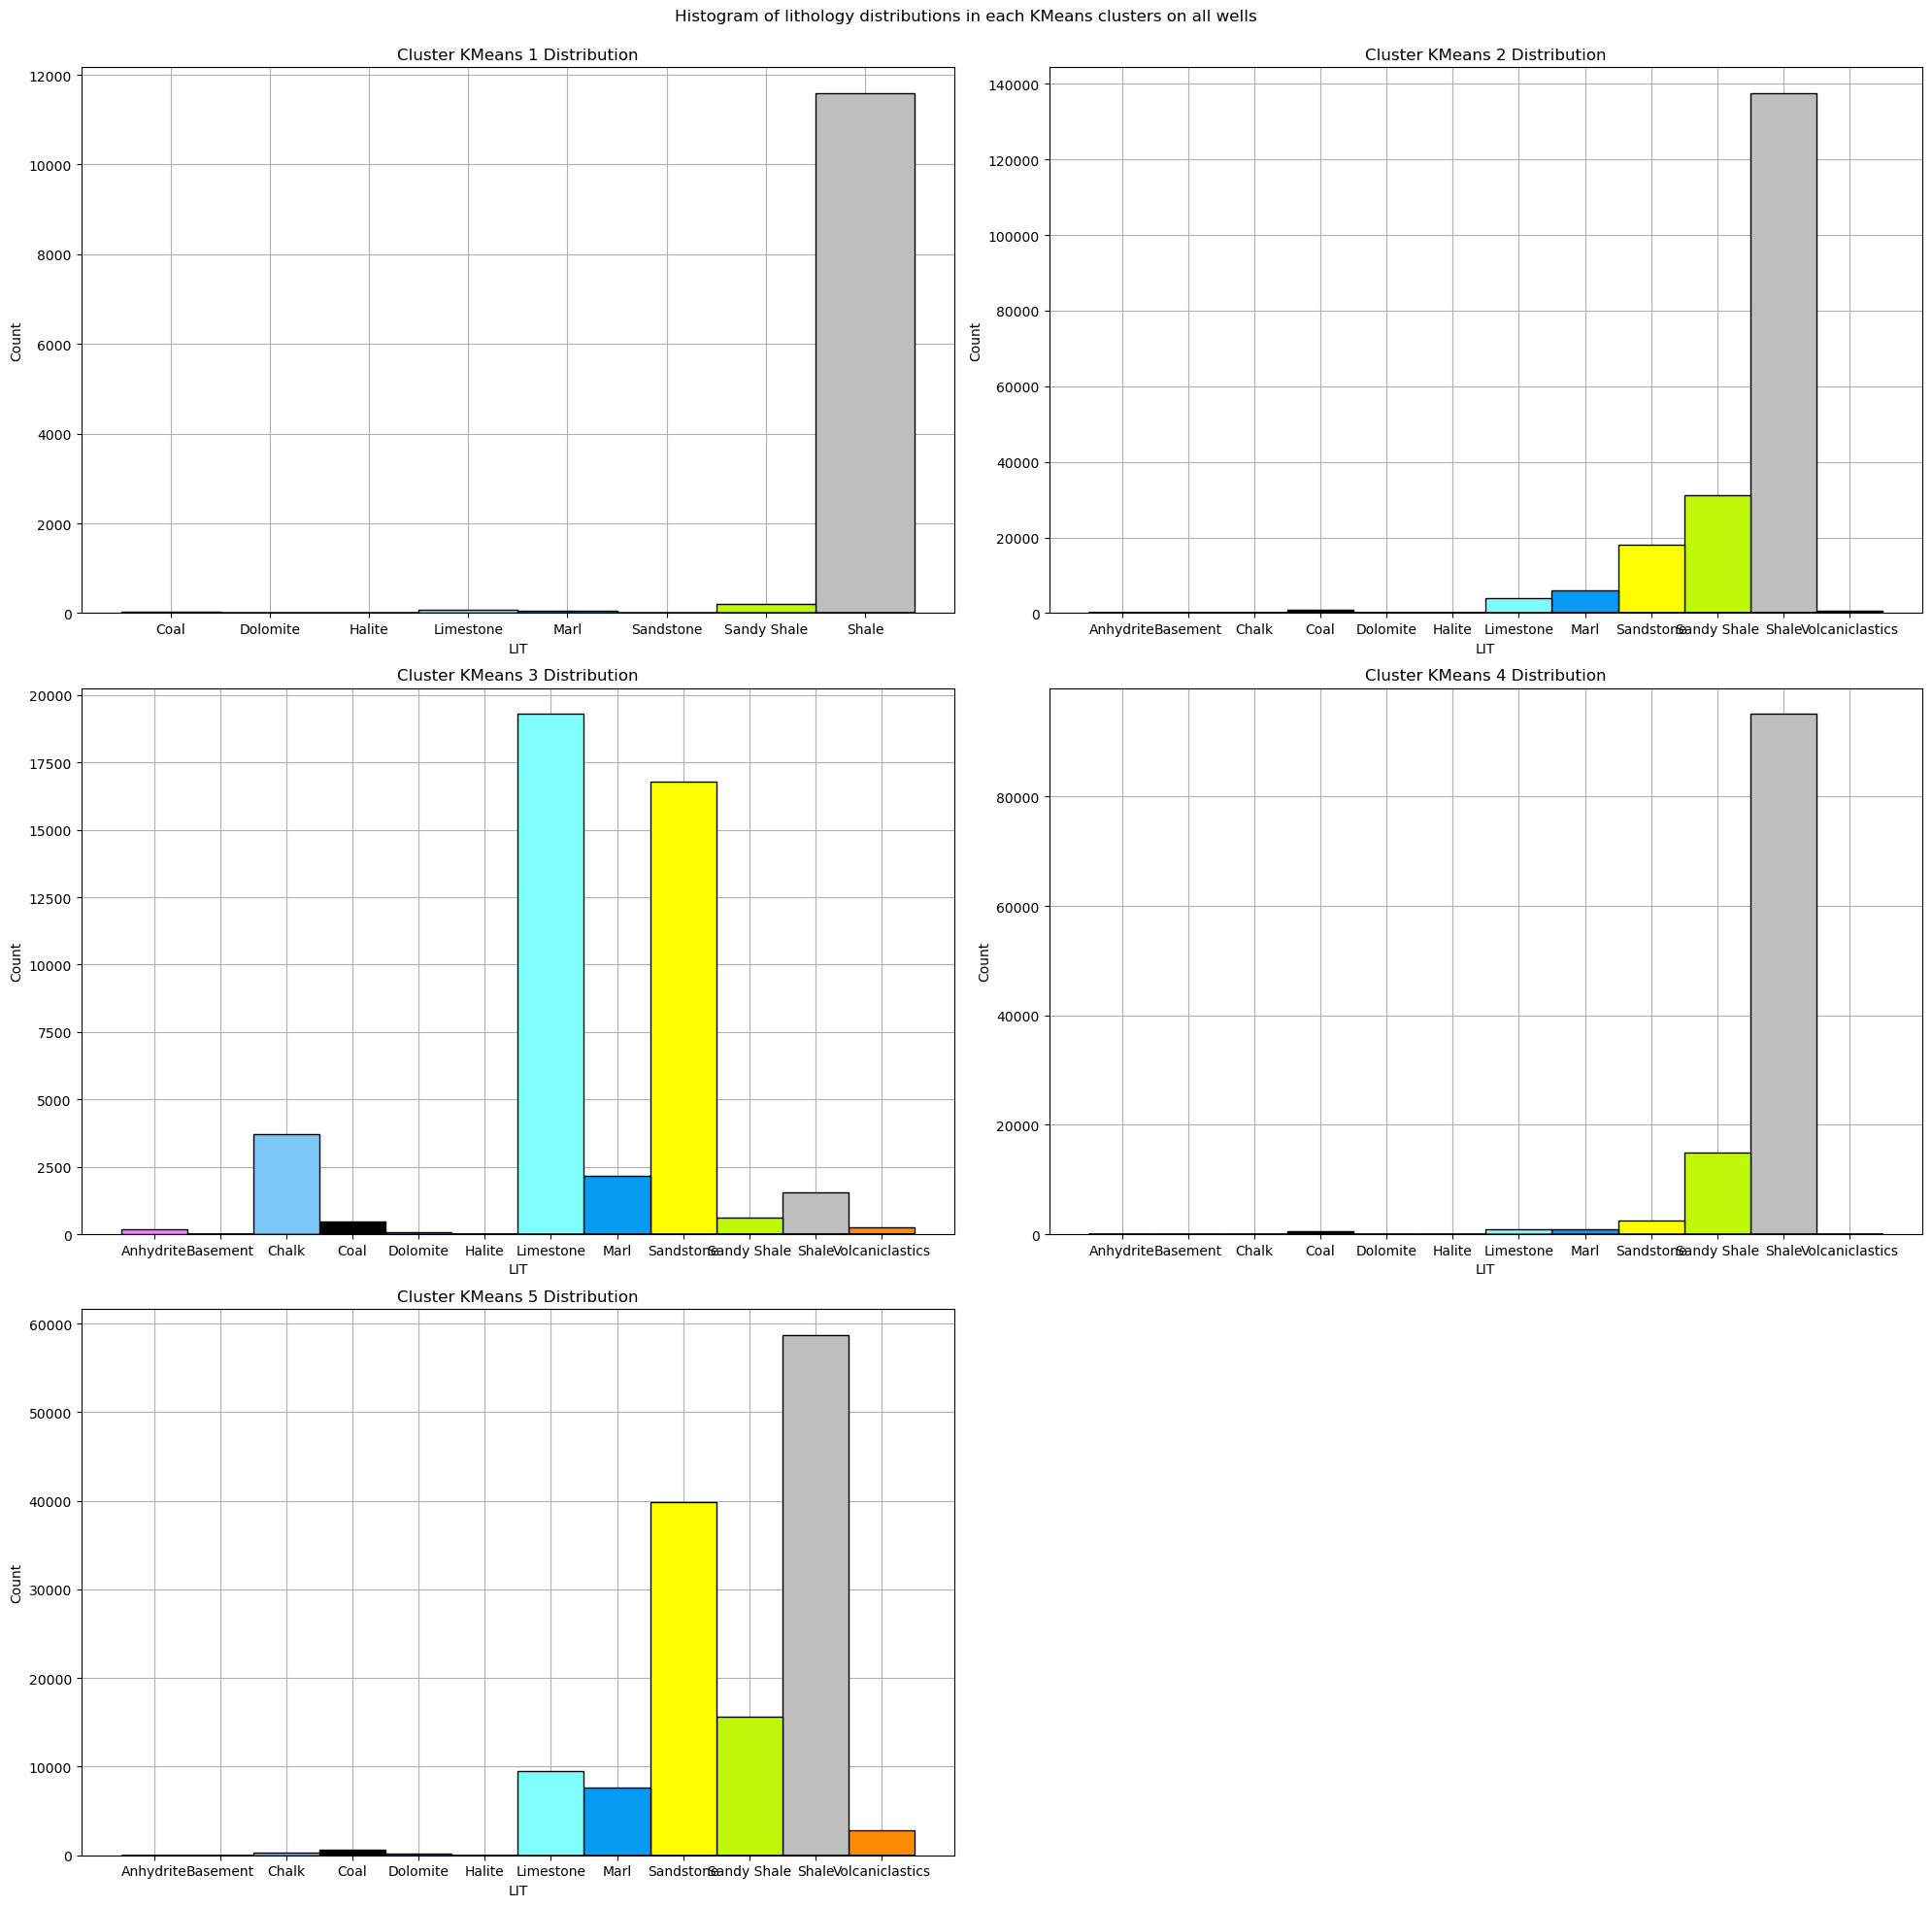 Histogram of lithology distributions in each KMeans clusters on all wells
Cluster KMeans 1 Distribution
12000
10000
8000
6000
4000
2000
0
Count
Coal Dolomite Halite Limestone Marl Sandstone Sandy Shale Shale
LIT
Cluster KMeans 2 Distribution
140000
120000
100000
80000
60000
40000
20000
0
Count
Anhydrite Basement Chalk Coal Dolomite Halite Limestone Marl Sandstone Sandy Shale Shale Volcaniclastics
LIT
Cluster KMeans 3 Distribution
20000
17500
15000
12500
10000
7500
5000
2500
0
Count
Anhydrite Basement Chalk Coal Dolomite Halite Limestone Marl Sandstone Sandy Shale Shale Volcaniclastics
LIT
Cluster KMeans 4 Distribution
80000
60000
40000
20000
0
Count
Anhydrite Basement Chalk Coal Dolomite Halite Limestone Marl Sandstone Sandy Shale Shale Volcaniclastics
LIT
Cluster KMeans 5 Distribution
60000
50000
40000
30000
20000
10000
0
Count
Anhydrite Basement Chalk Coal Dolomite Halite Limestone Marl Sandstone Sandy Shale Shale Volcaniclastics
LIT